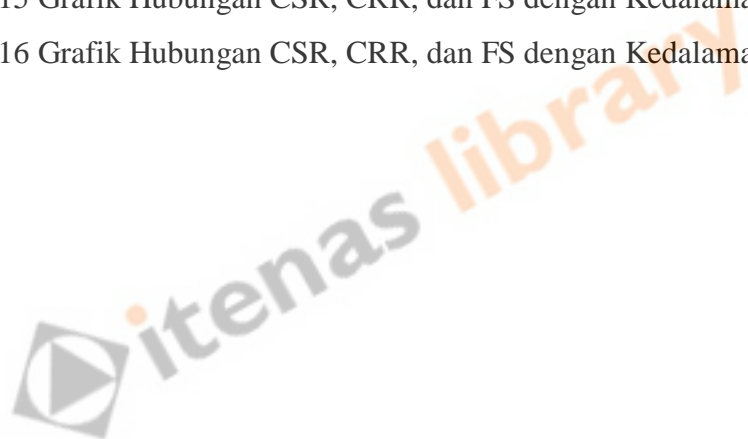 15 Grafik Hubungan CSR, CRR, dan FS dengan Kedalama
16 Grafik Hubungan CSR, CRR, dan FS dengan Kedalama
itenas library